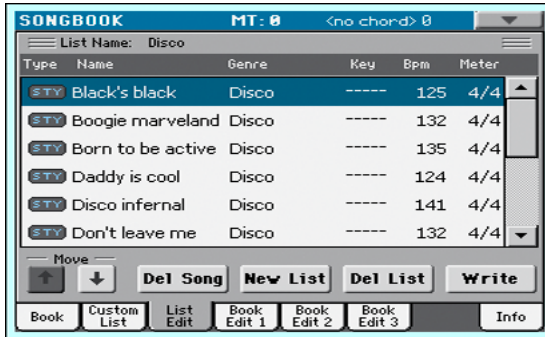 SONGBOOK MT: 0 <no chord> 0
List Name: Disco
Type Name Genre Key Bpm Meter
STY Black's black Disco ----- 125 4/4
STY Boogie marveland Disco ----- 132 4/4
STY Born to be active Disco ----- 135 4/4
STY Daddy is cool Disco ----- 124 4/4
STY Disco infernal Disco ----- 141 4/4
STY Don't leave me Disco ----- 132 4/4
Move
Del Song New List Del List Write
Book Custom List List Edit Book Edit 1 Book Edit 2 Book Edit 3 Info